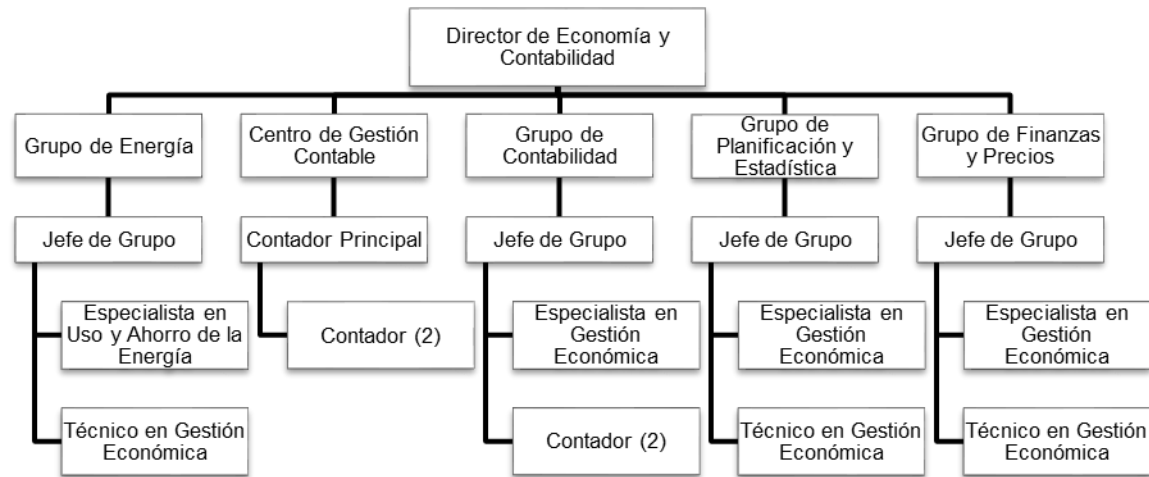 Director de Economía y
Contabilidad
Grupo de Energía
Centro de Gestión
Contable
Grupo de
Contabilidad
Grupo de
Planificación y
Estadística
Grupo de Finanzas
y Precios
Jefe de Grupo
Contador Principal
Jefe de Grupo
Jefe de Grupo
Jefe de Grupo
Especialista en
Uso y Ahorro de la
Energía
Contador (2)
Especialista en
Gestión
Económica
Especialista en
Gestión
Económica
Especialista en
Gestión
Económica
Técnico en Gestión
Económica
Contador (2)
Técnico en Gestión
Económica
Técnico en Gestión
Económica